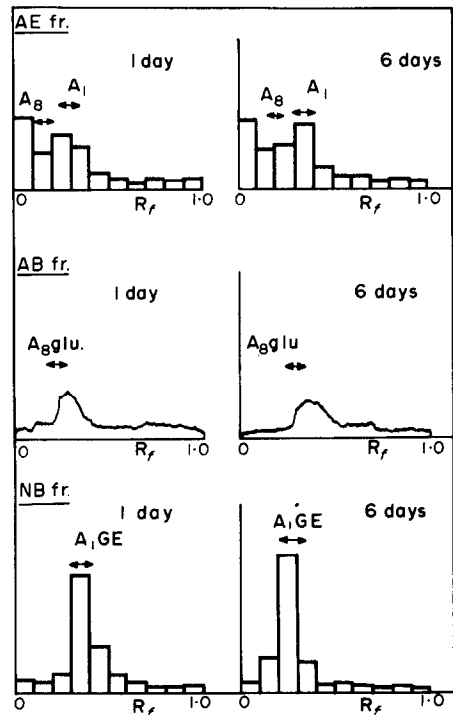 AE fr.
1 day
6 days
A8 A1
A8 A1
0 Rf 1·0
0 Rf 1·0
AB fr.
1 day
6 days
A8glu.
A8glu
0 Rf 1·0
0 Rf 1·0
NB fr.
1 day
6 days
A1GE
A1GE
0 Rf 1·0
0 Rf 1·0